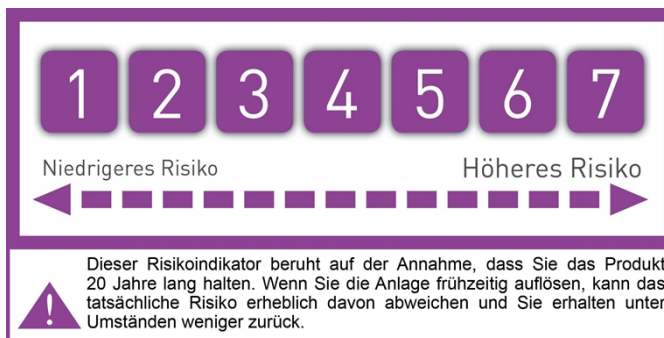 1 2 3 4 5 6 7
Niedrigeres Risiko Höheres Risiko
Dieser Risikoindikator beruht auf der Annahme, dass Sie das Produkt
20 Jahre lang halten. Wenn Sie die Anlage frühzeitig auflösen, kann das
tatsächliche Risiko erheblich davon abweichen und Sie erhalten unter
Umständen weniger zurück.